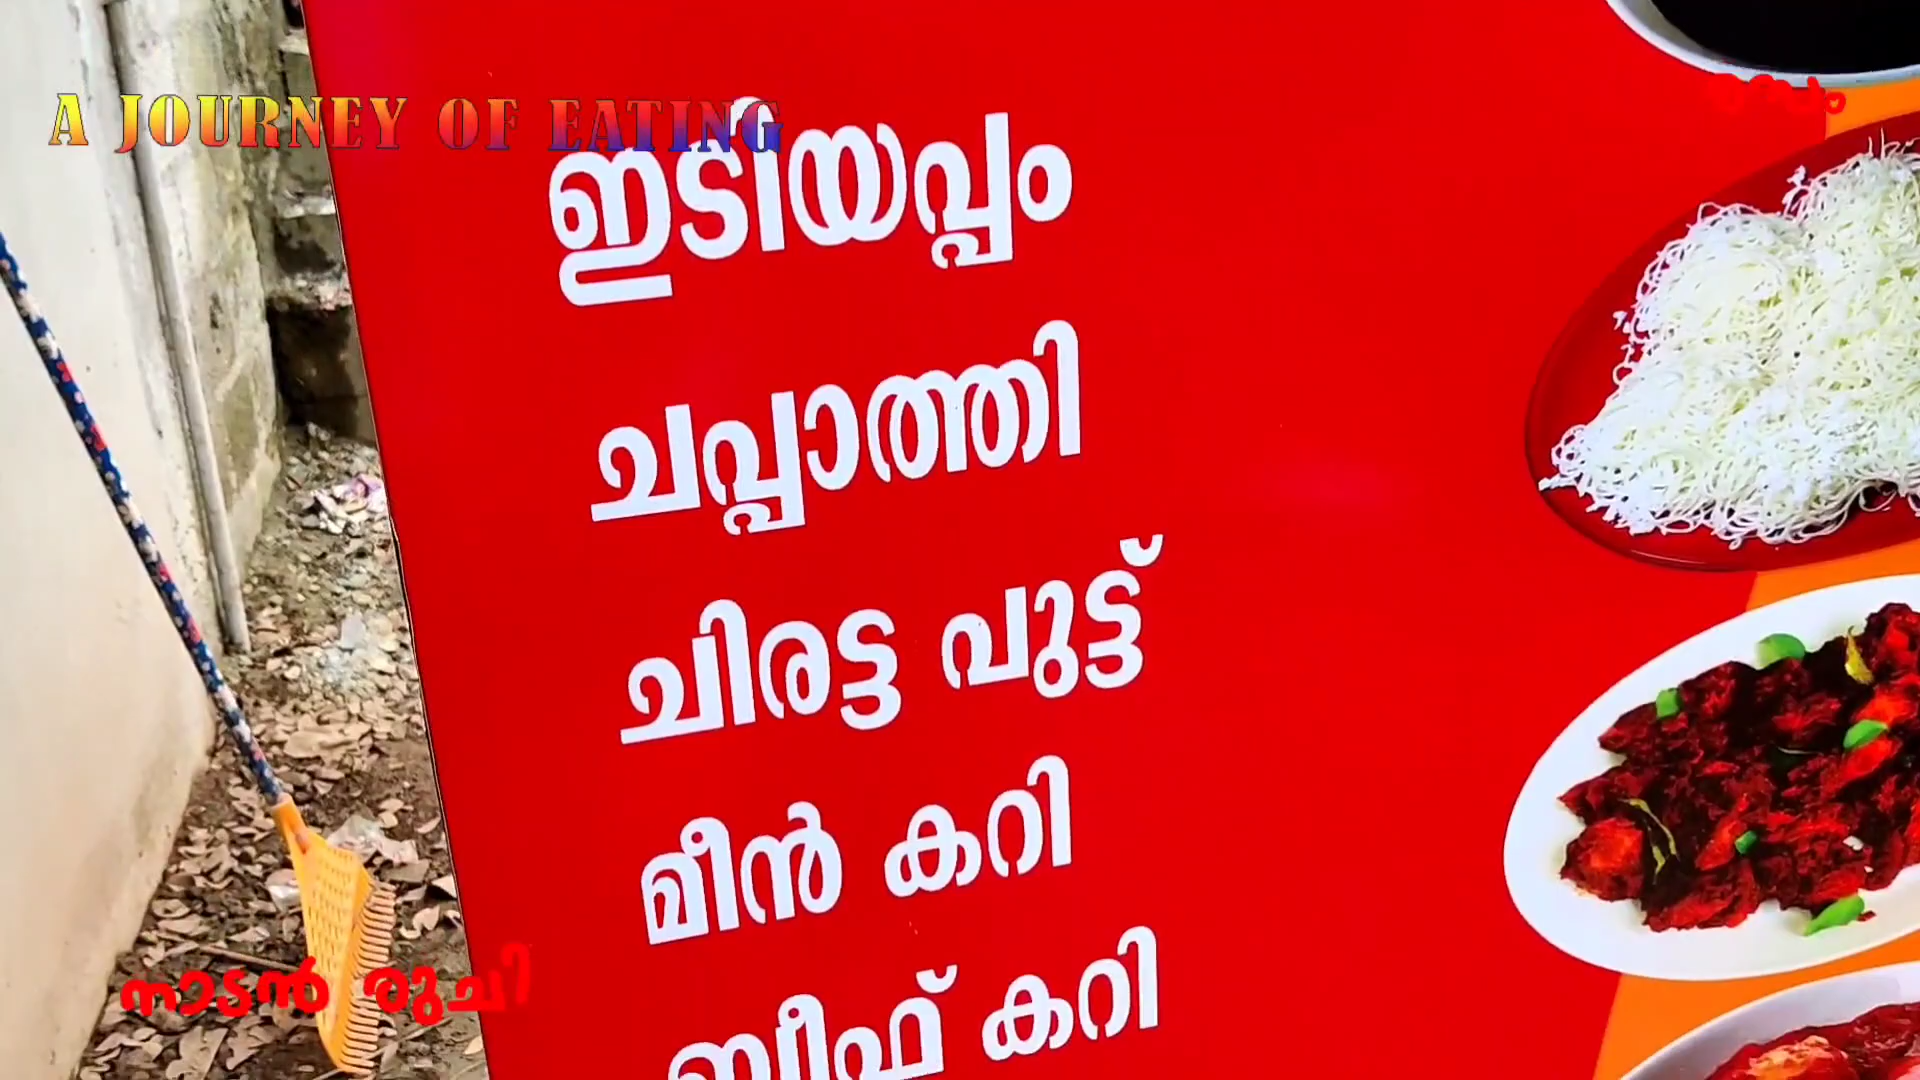 A JOURNEY OF EATING
ഇടിയപ്പം
ചപ്പാത്തി
ചിരട്ട പുട്ട്
മീൻ കറി
ബീഫ് കറി
നാടൻ രുചി